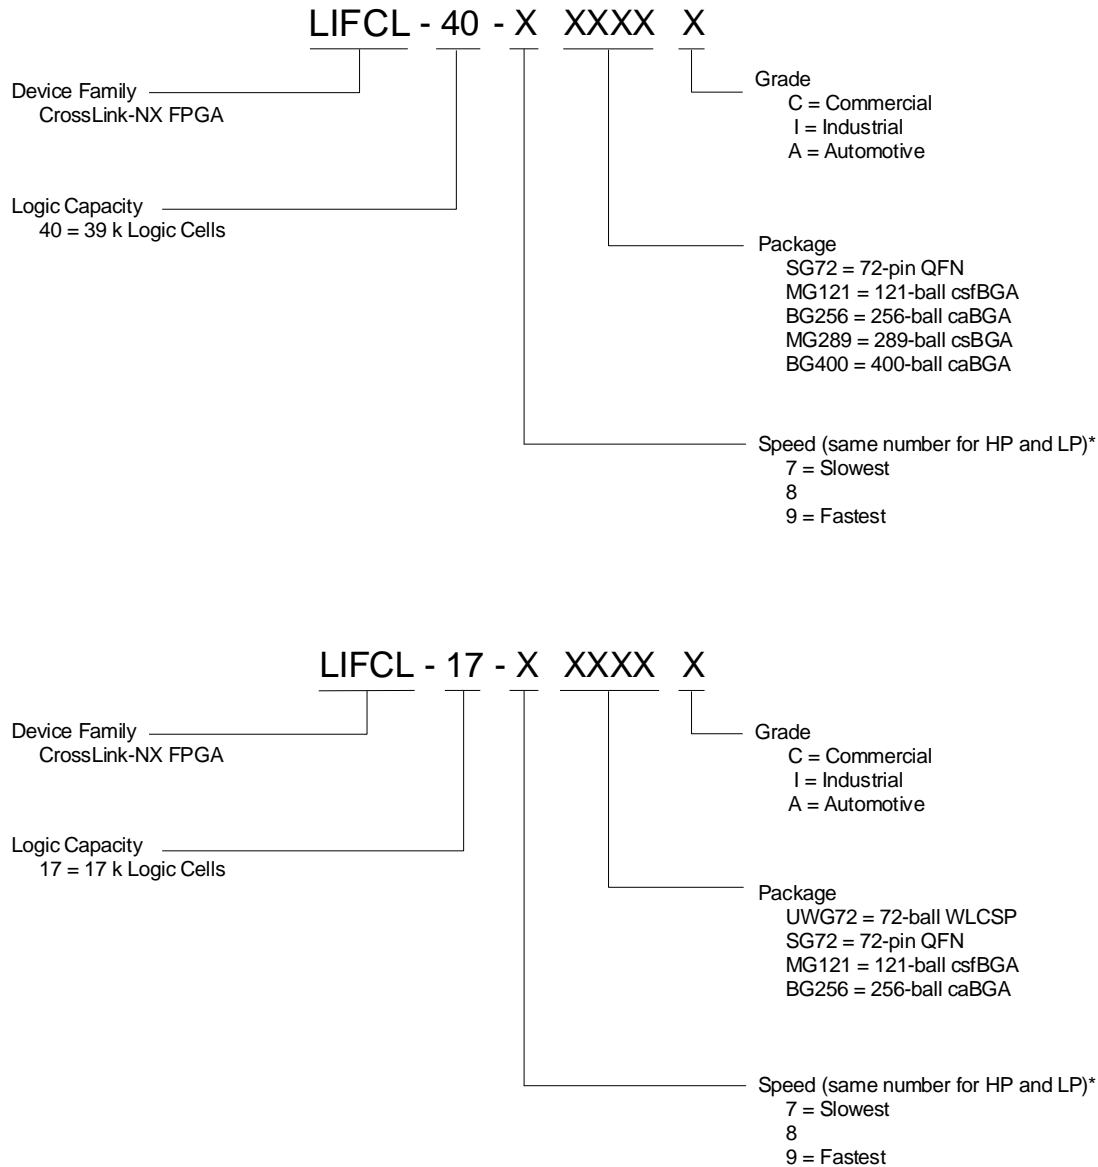 LIFCL - 40 - X XXXX X
Device Family
CrossLink-NX FPGA
Logic Capacity
40 = 39 k Logic Cells
Grade
C = Commercial
I = Industrial
A = Automotive
Package
SG72 = 72-pin QFN
MG121 = 121-ball csfBGA
BG256 = 256-ball caBGA
MG289 = 289-ball csBGA
BG400 = 400-ball caBGA
Speed (same number for HP and LP)*
7 = Slowest
8
9 = Fastest
LIFCL - 17 - X XXXX X
Device Family
CrossLink-NX FPGA
Logic Capacity
17 = 17 k Logic Cells
Grade
C = Commercial
I = Industrial
A = Automotive
Package
UWG72 = 72-ball WLCSP
SG72 = 72-pin QFN
MG121 = 121-ball csfBGA
BG256 = 256-ball caBGA
Speed (same number for HP and LP)*
7 = Slowest
8
9 = Fastest